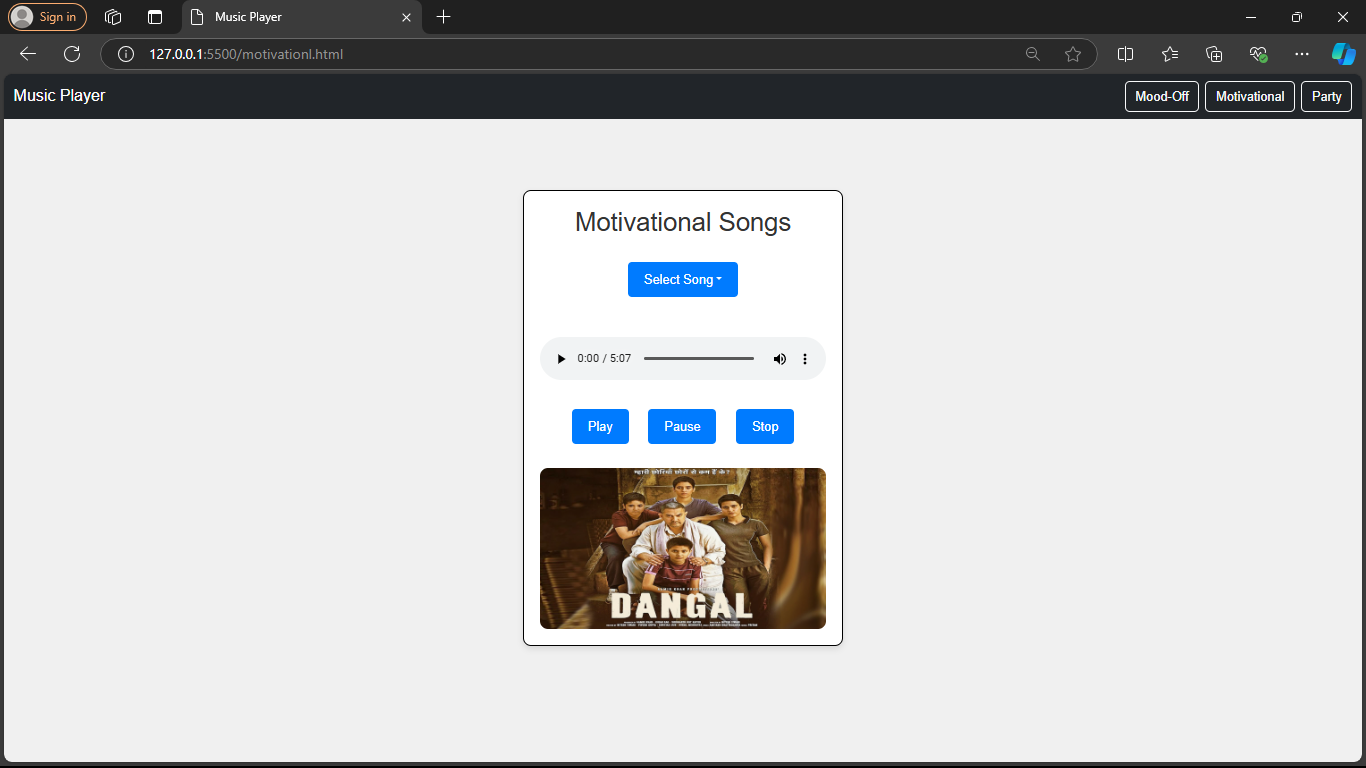 Sign in
Music Player
127.0.0.1:5500/motivationl.html
Music Player
Mood-Off
Motivational
Party
Motivational Songs
Select Song
0:00 / 5:07
Play
Pause
Stop
म्हारी छोरियाँ छोरों से कम हैं के?
DANGAL